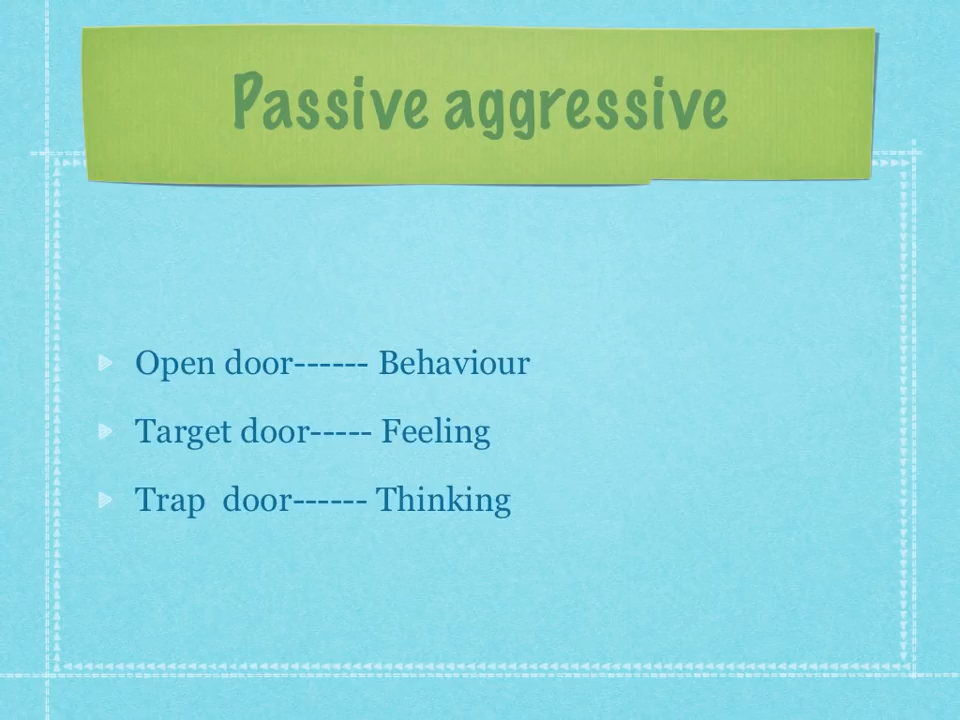 Passive aggressive
Open door------ Behaviour
Target door----- Feeling
Trap  door------ Thinking